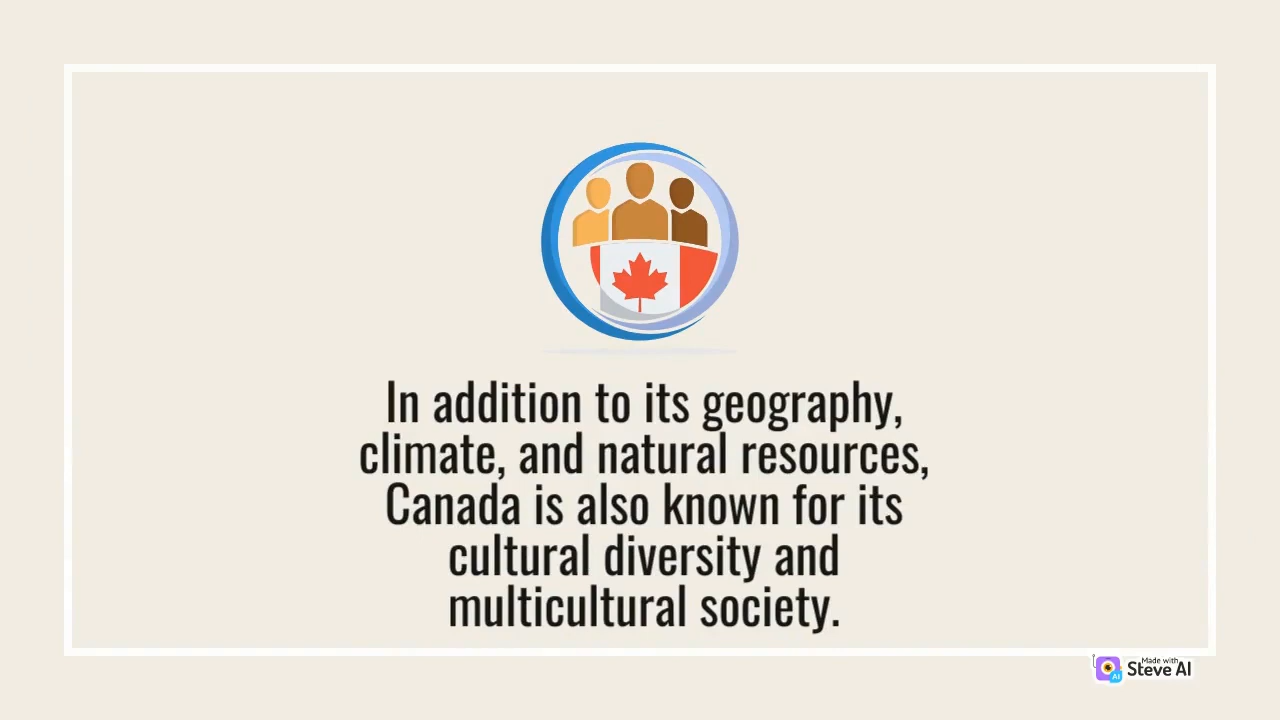 In addition to its geography,
climate, and natural resources,
Canada is also known for its
cultural diversity and
multicultural society.
Made with
Steve AI
AI